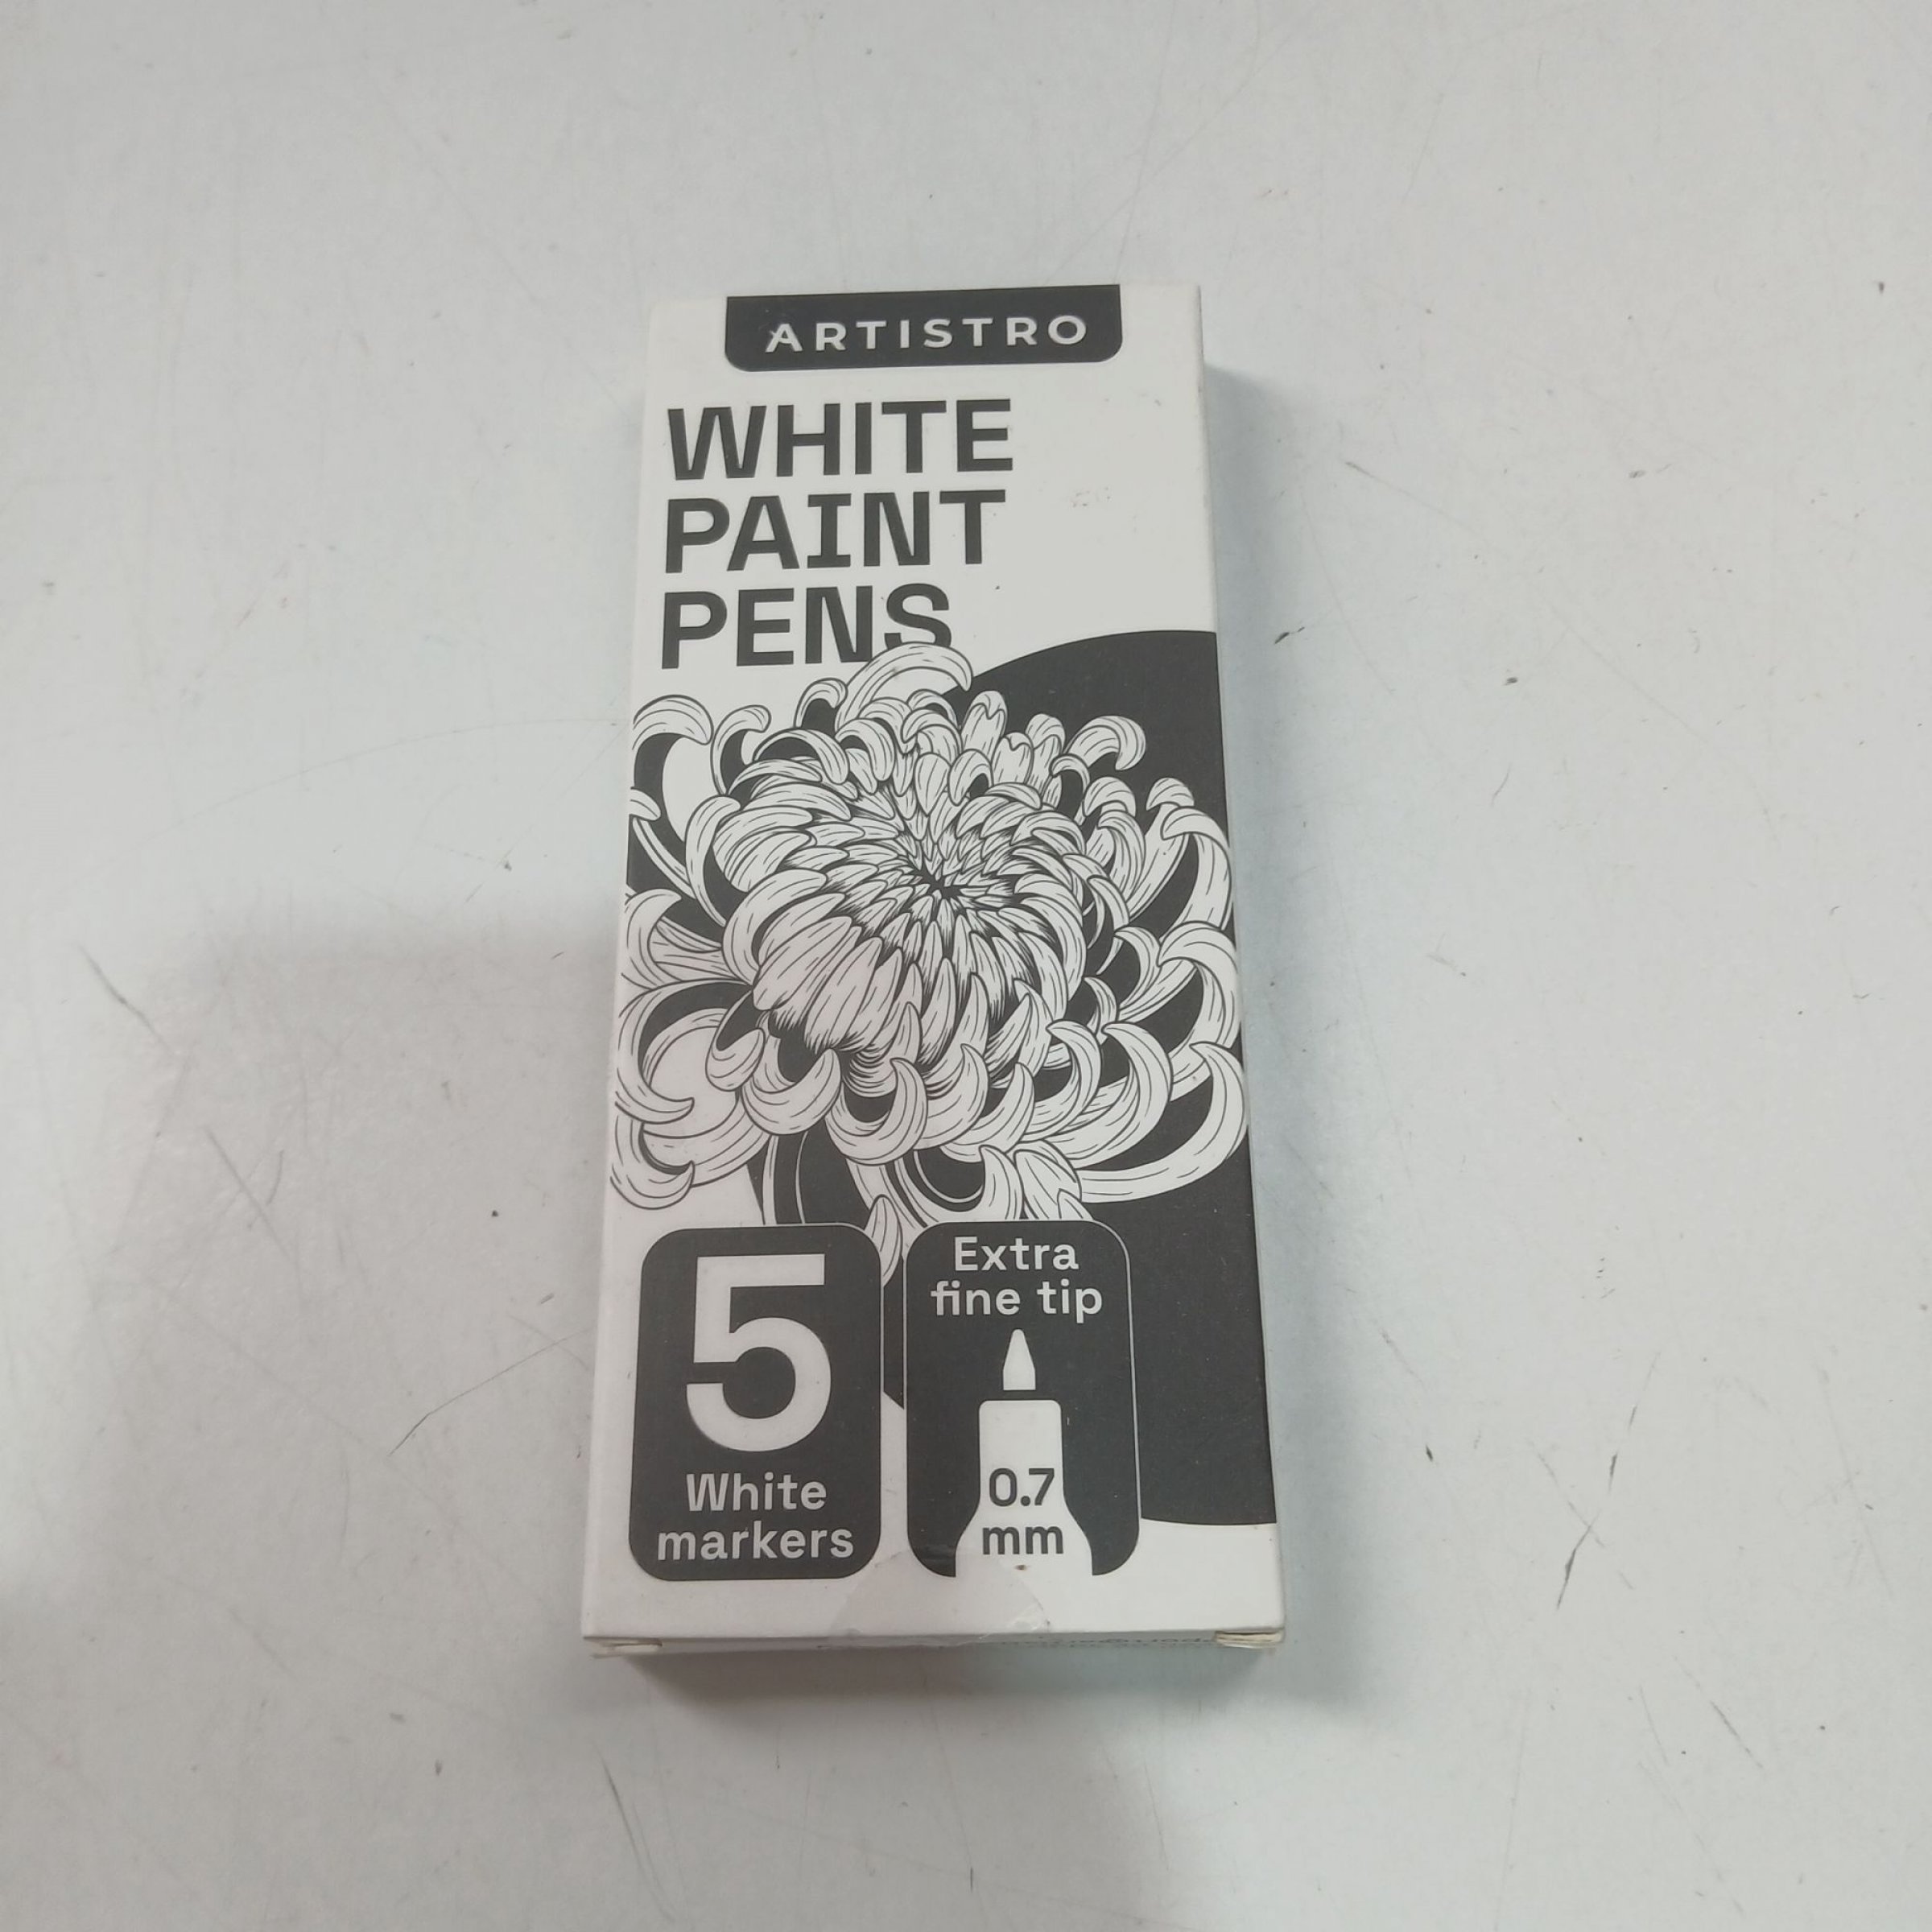 ARTISTRO
WHITE
PAINT
PENS
5
White
markers
Extra
fine tip
0.7
mm